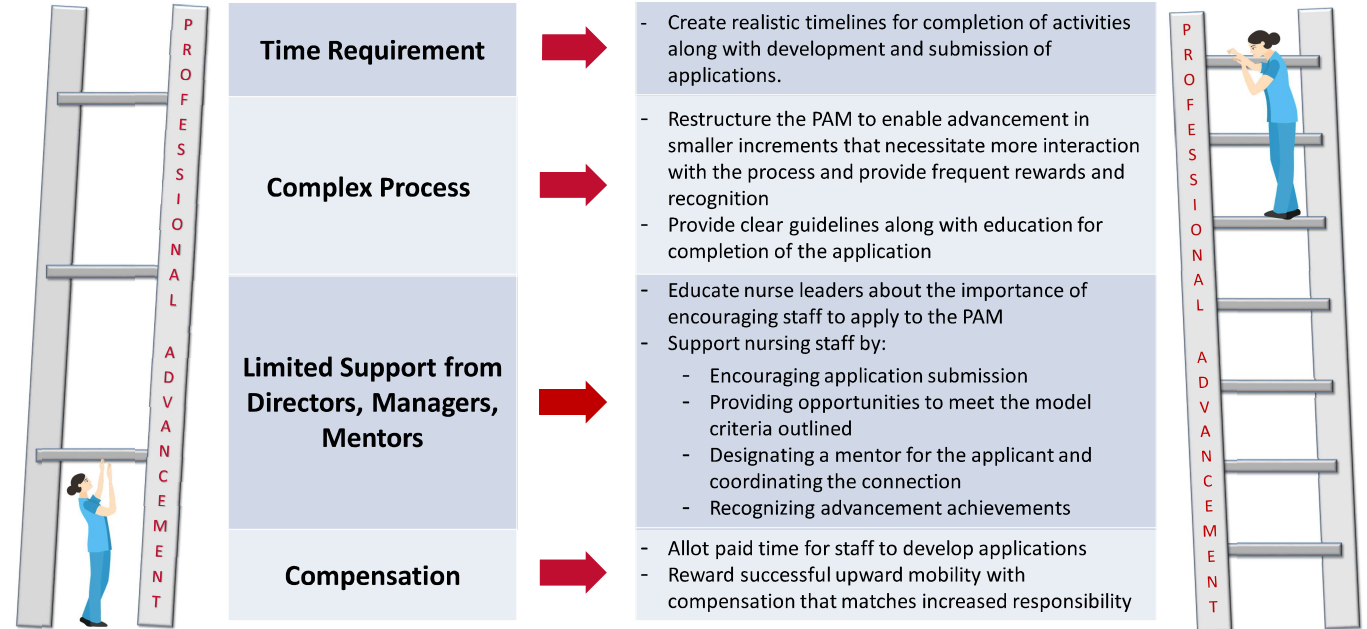 PROFESSIONAL ADVANCEMENT
Time Requirement
- Create realistic timelines for completion of activities
along with development and submission of
applications.
Complex Process
- Restructure the PAM to enable advancement in
smaller increments that necessitate more interaction
with the process and provide frequent rewards and
recognition
- Provide clear guidelines along with education for
completion of the application
Limited Support from
Directors, Managers,
Mentors
- Educate nurse leaders about the importance of
encouraging staff to apply to the PAM
- Support nursing staff by:
- Encouraging application submission
- Providing opportunities to meet the model
criteria outlined
- Designating a mentor for the applicant and
coordinating the connection
- Recognizing advancement achievements
Compensation
- Allot paid time for staff to develop applications
- Reward successful upward mobility with
compensation that matches increased responsibility
PROFESSIONAL ADVANCEMENT